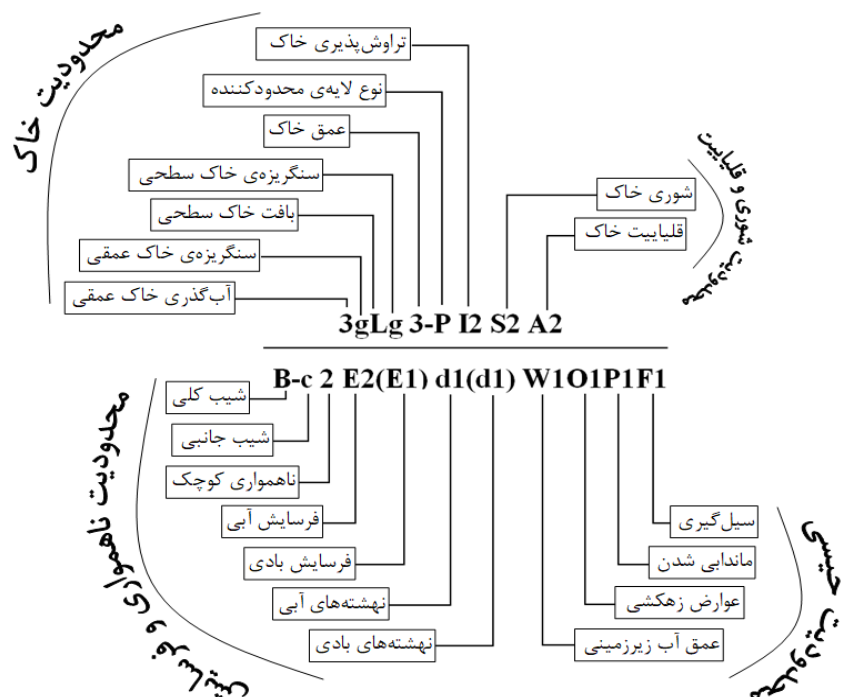 محدودیت خاک
تراوش‌پذیری خاک
نوع لایه‌ی محدودکننده
عمق خاک
سنگریزه‌ی خاک سطحی
بافت خاک سطحی
سنگریزه‌ی خاک عمقی
آب‌گذری خاک عمقی
محدودیت شوری و قلیاییت
شوری خاک
قلیاییت خاک
3gLg 3-P I2 S2 A2
B-c 2 E2(E1) d1(d1) W1O1P1F1
محدودیت ناهمواری و فرسایش
شیب کلی
شیب جانبی
ناهمواری کوچک
فرسایش آبی
فرسایش بادی
نهشته‌های آبی
نهشته‌های بادی
محدودیت خیسی
سیل‌گیری
ماندابی شدن
عوارض زهکشی
عمق آب زیرزمینی